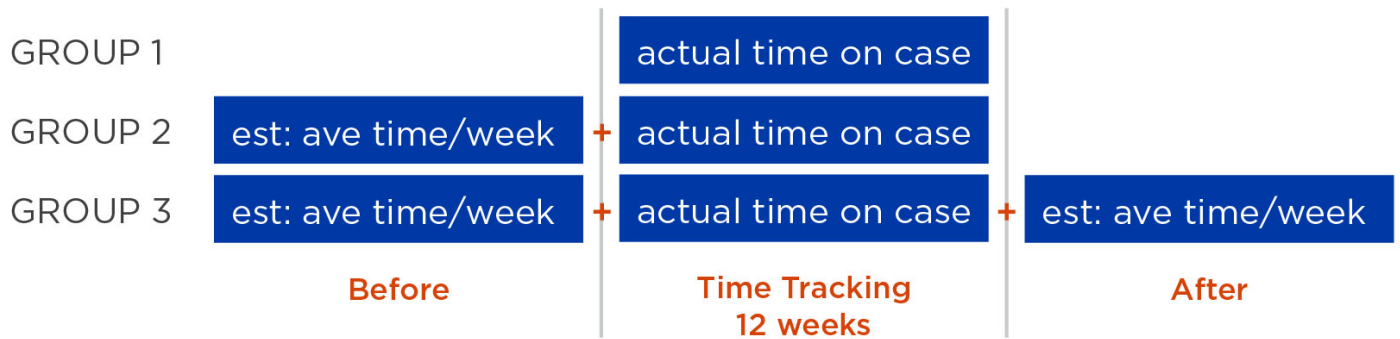 GROUP 1 actual time on case
GROUP 2 est: ave time/week + actual time on case
GROUP 3 est: ave time/week + actual time on case + est: ave time/week
Before Time Tracking After
12 weeks